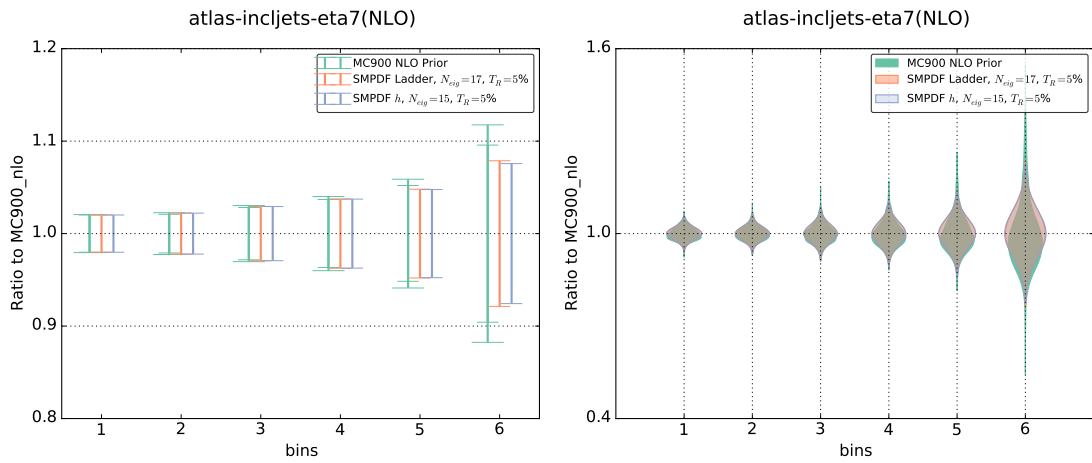 atlas-incljets-eta7(NLO)
1.2
1.1
1.0
0.9
0.8
Ratio to MC900_nlo
MC900 NLO Prior
SMPDF Ladder, N_eig=17, T_R=5%
SMPDF h, N_eig=15, T_R=5%
1 2 3 4 5 6
bins
atlas-incljets-eta7(NLO)
1.6
1.0
0.4
Ratio to MC900_nlo
MC900 NLO Prior
SMPDF Ladder, N_eig=17, T_R=5%
SMPDF h, N_eig=15, T_R=5%
1 2 3 4 5 6
bins